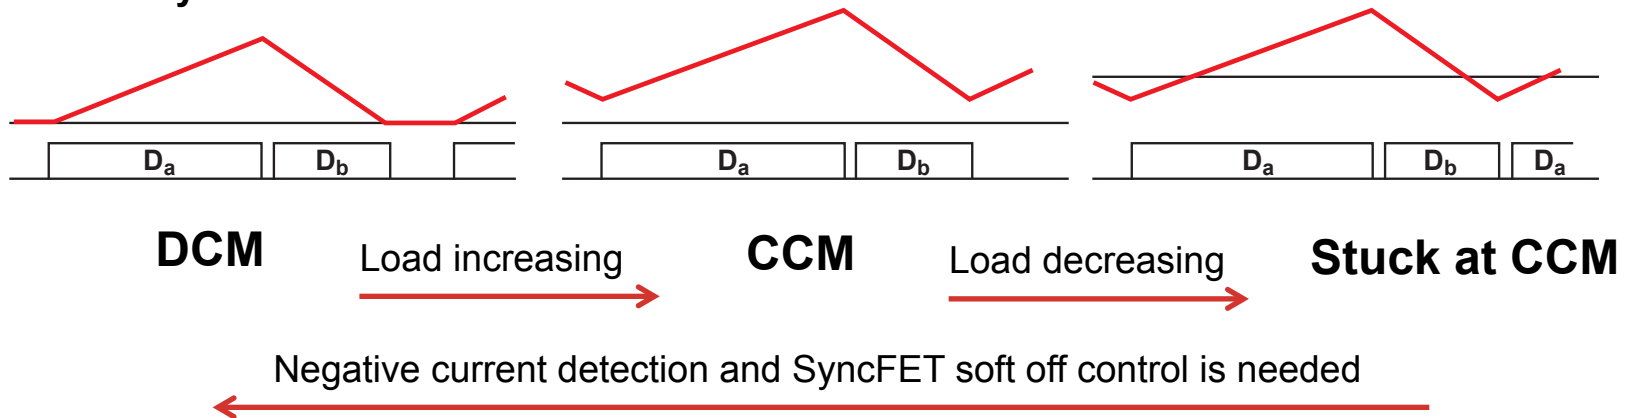 Da
Db
Da
Db
Da
Db
Da
DCM
Load increasing
CCM
Load decreasing
Stuck at CCM
Negative current detection and SyncFET soft off control is needed